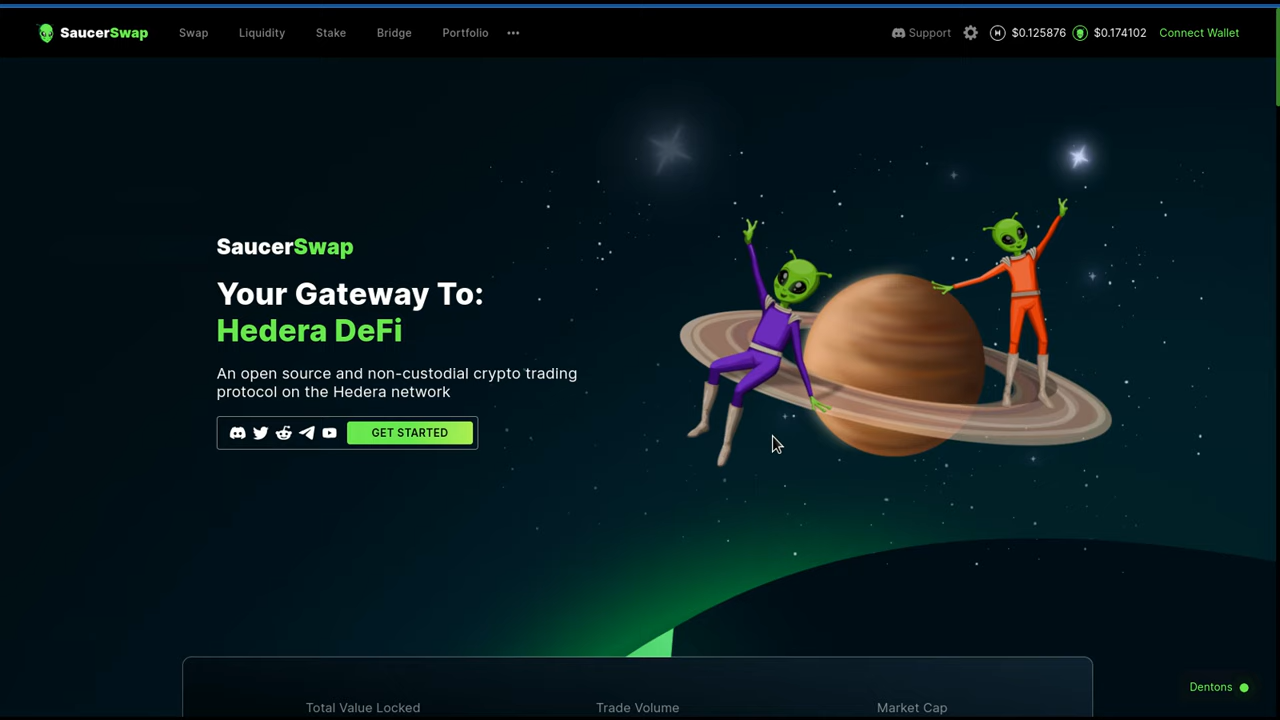 SaucerSwap Swap Liquidity Stake Bridge Portfolio ••• Support H $0.125876 $0.174102 Connect Wallet
SaucerSwap
Your Gateway To:
Hedera DeFi
An open source and non-custodial crypto trading
protocol on the Hedera network
GET STARTED
Dentons
Total Value Locked Trade Volume Market Cap